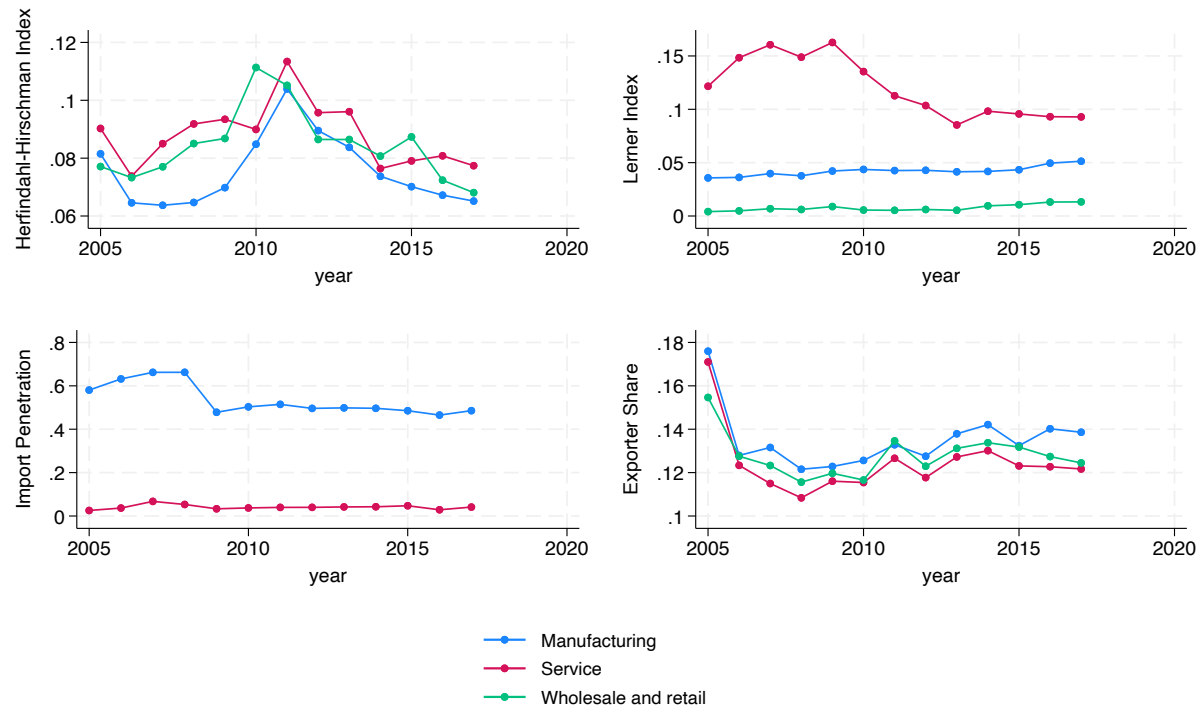 Herfindahl-Hirschman Index
.12
.1
.08
.06
2005 2010 2015 2020
year
Lerner Index
.15
.1
.05
0
2005 2010 2015 2020
year
Import Penetration
.8
.6
.4
.2
0
2005 2010 2015 2020
year
Exporter Share
.18
.16
.14
.12
.1
2005 2010 2015 2020
year
Manufacturing
Service
Wholesale and retail